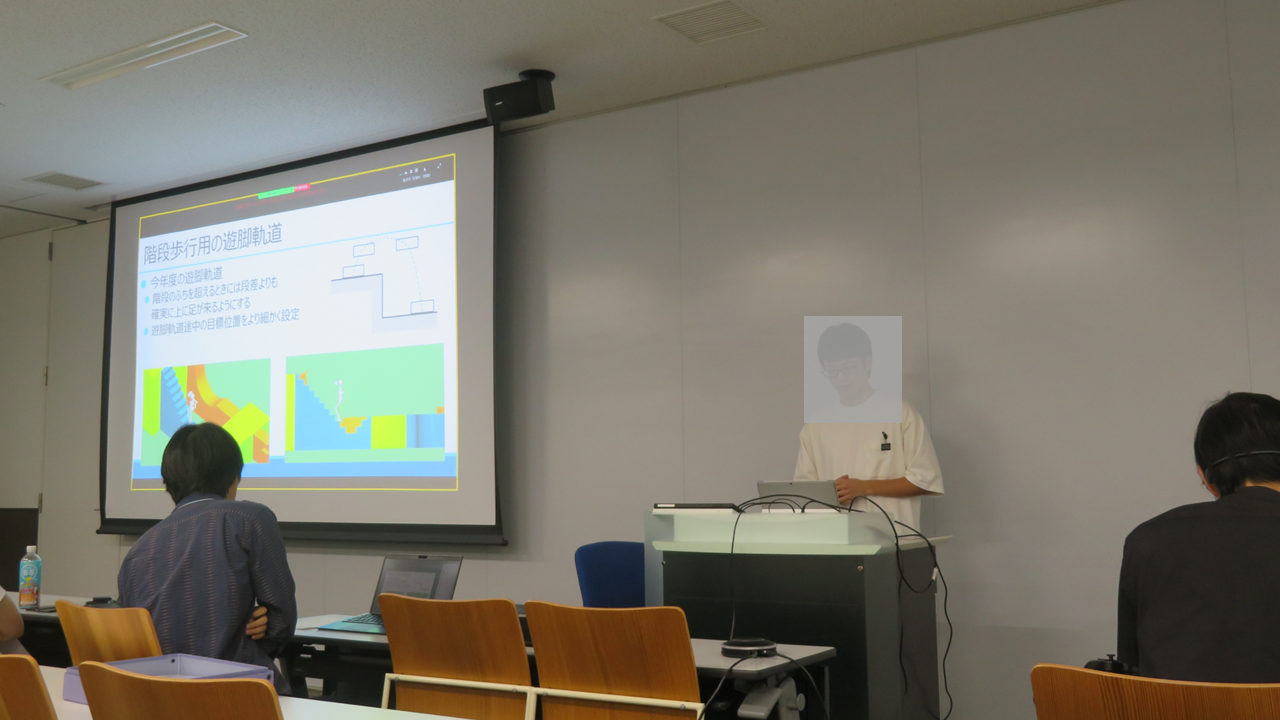 階段歩行用の遊脚軌道
今年度の遊脚軌道
階段のふちを超えるときには段差よりも
確実に上に足が来るようにする
遊脚軌道途中の目標位置をより細かく設定